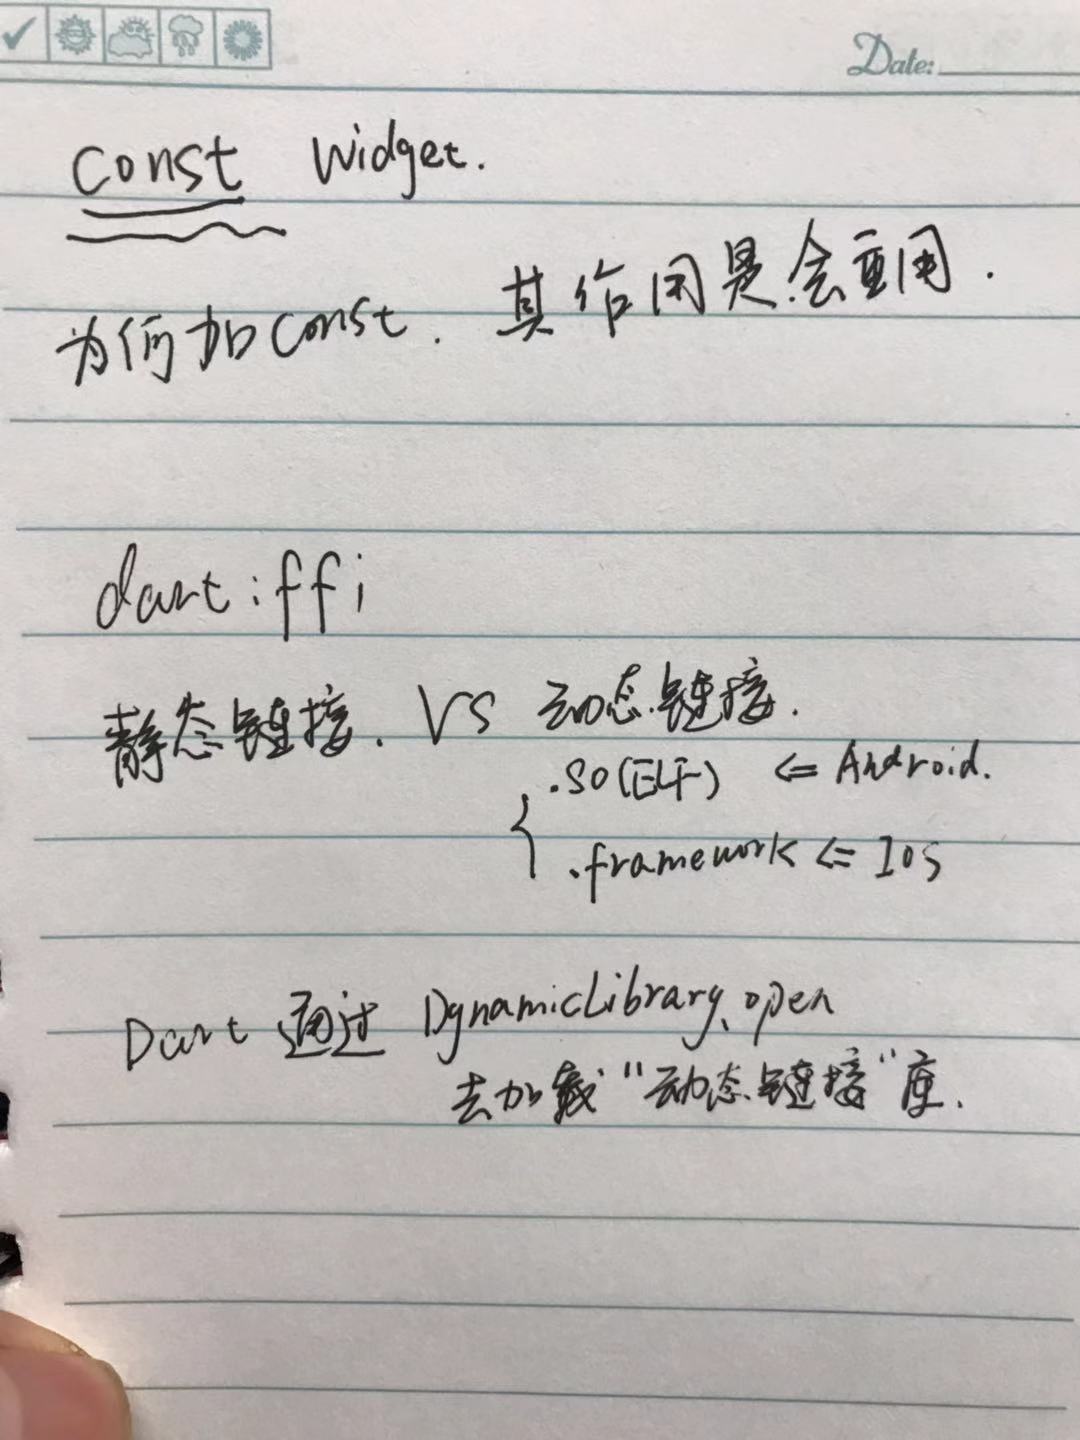 Date:
const Widget.
为何加const. 其作用是会重用.
dart:ffi
静态链接. VS 动态链接.
.so(ELF) <= Android.
.framework <= Ios
Dart 通过 DynamicLibrary.open
去加载“动态链接”库.